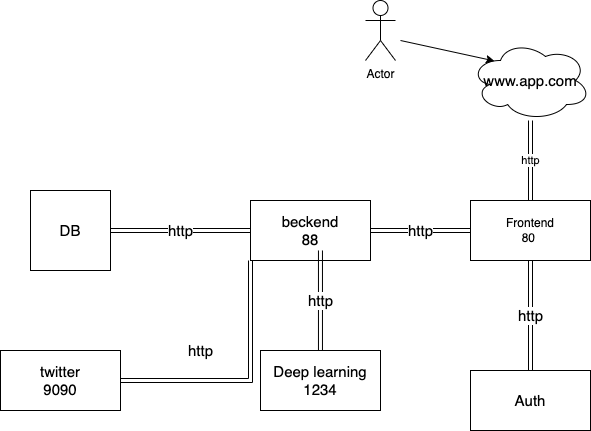 Actor
www.app.com
http
DB
http
beckend
88
http
Frontend
80
http
http
http
twitter
9090
Deep learning
1234
Auth